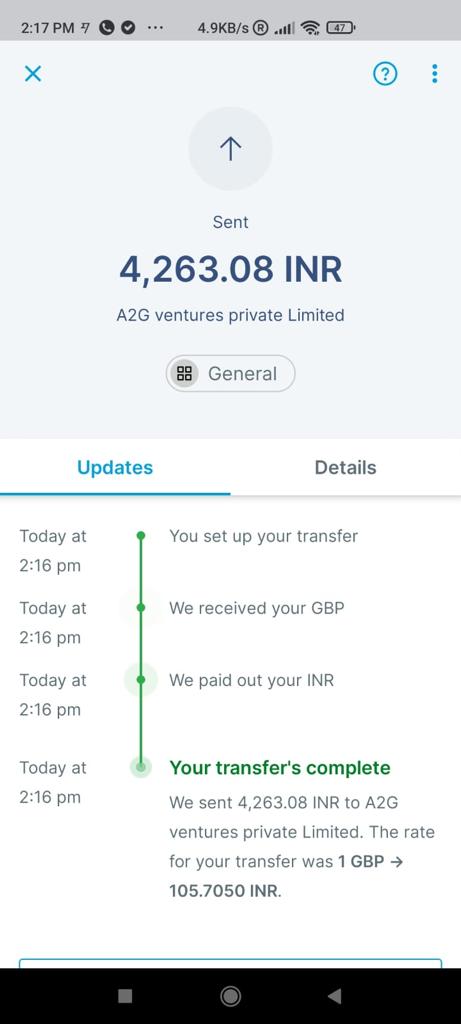 2:17 PM
4.9KB/s
47
Sent
4,263.08 INR
A2G ventures private Limited
General
Updates
Details
Today at
2:16 pm
You set up your transfer
Today at
2:16 pm
We received your GBP
Today at
2:16 pm
We paid out your INR
Today at
2:16 pm
Your transfer's complete
We sent 4,263.08 INR to A2G
ventures private Limited. The rate
for your transfer was 1 GBP →
105.7050 INR.